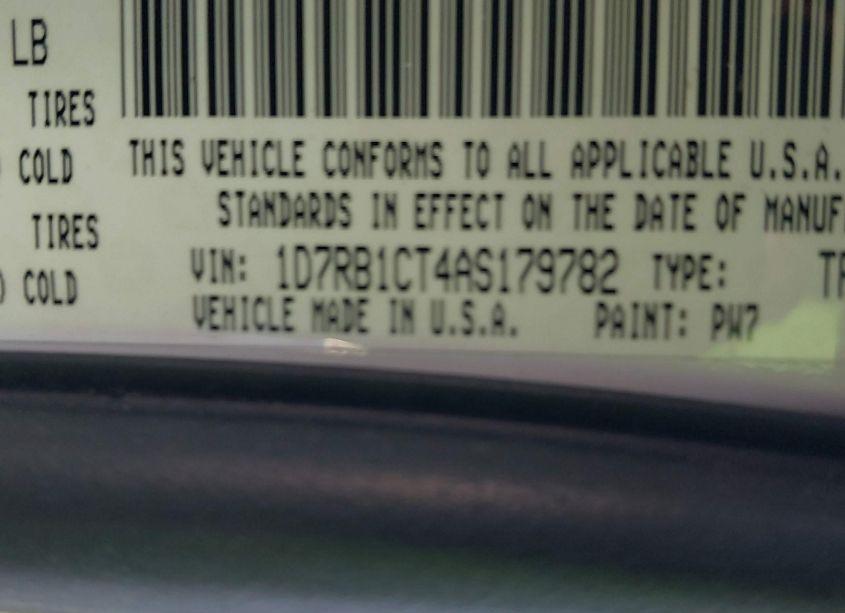 LB
TIRES
COLD
THIS VEHICLE CONFORMS TO ALL APPLICABLE U.S.A.
STANDARDS IN EFFECT ON THE DATE OF MANUF
TIRES
VIN: 1D7RB1CT4AS179782 TYPE:
COLD
VEHICLE MADE IN U.S.A. PAINT: PW7